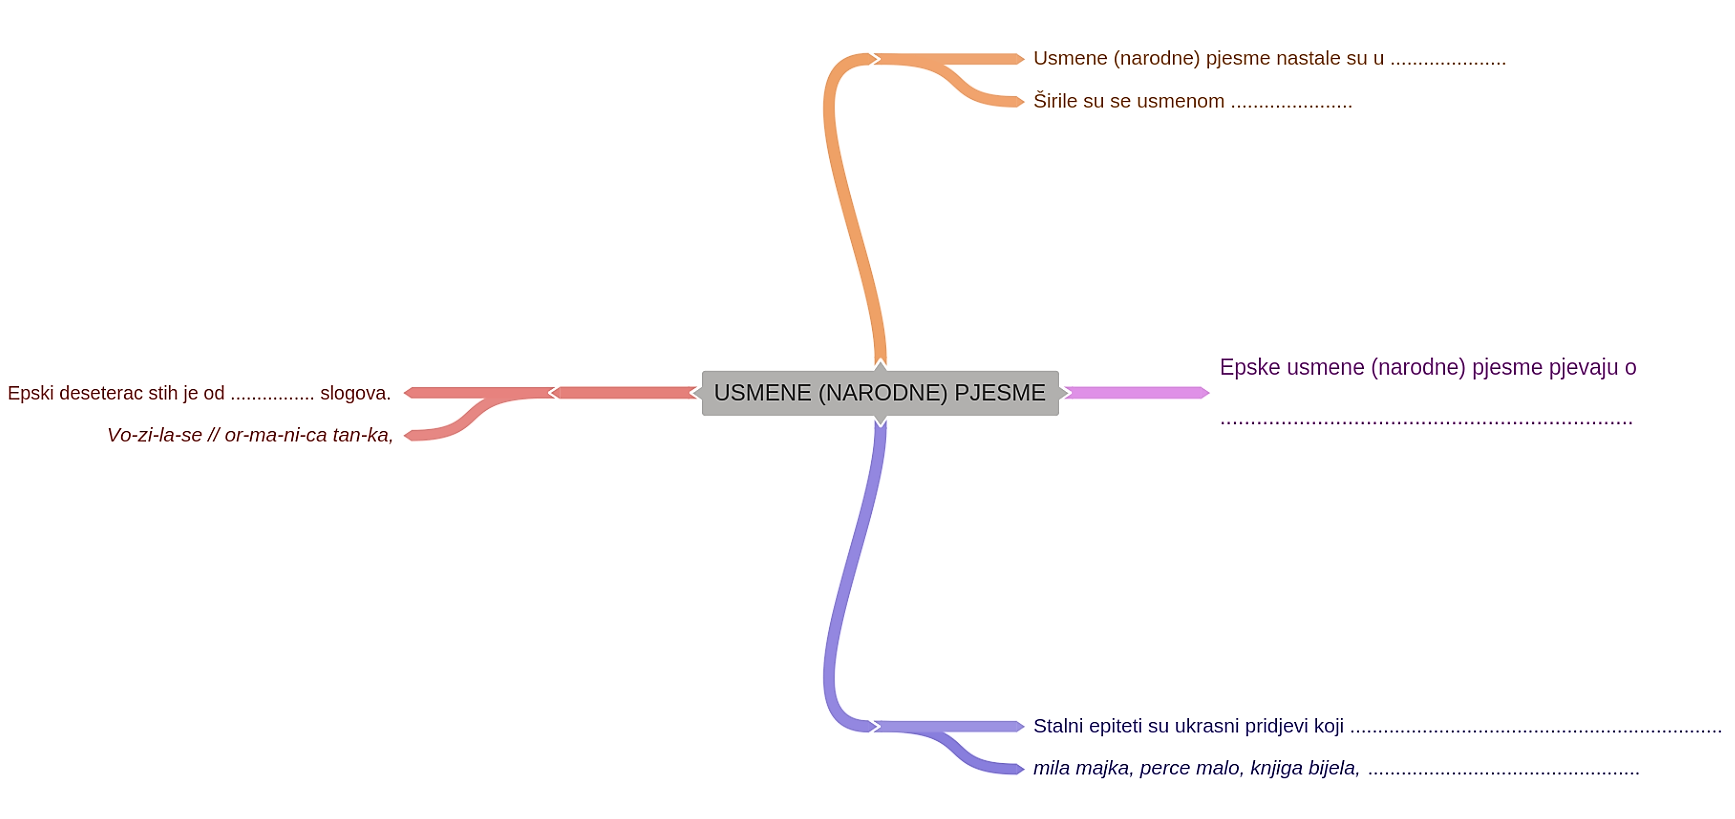 Usmene (narodne) pjesme nastale su u .....................
Širile su se usmenom ......................
Epske usmene (narodne) pjesme pjevaju o
....................................................................
USMENE (NARODNE) PJESME
Epski deseterac stih je od ................ slogova.
Vo-zi-la-se // or-ma-ni-ca tan-ka,
Stalni epiteti su ukrasni pridjevi koji ...................................................................
mila majka, perce malo, knjiga bijela, .................................................